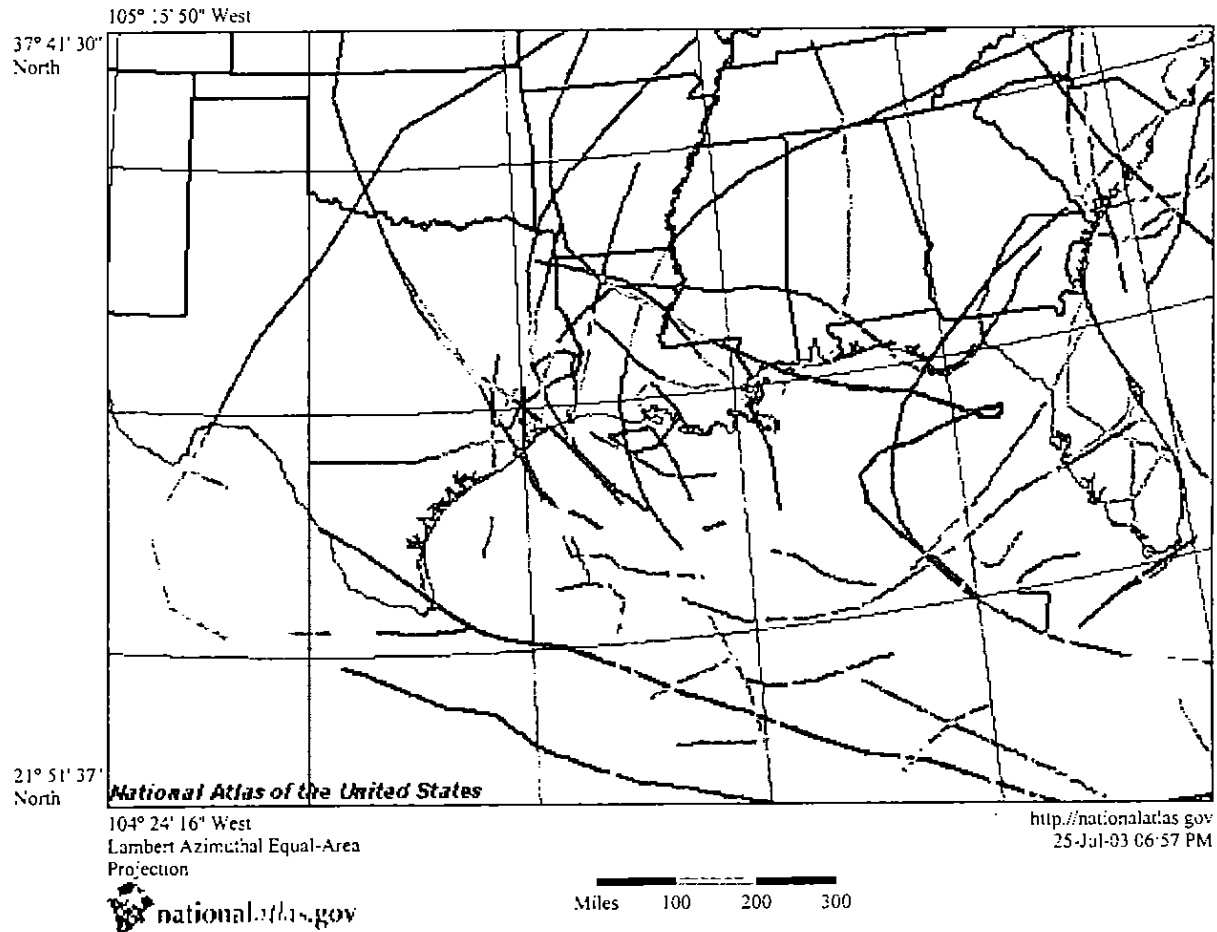 105° 15' 50" West
37° 41' 30"
North
21° 51' 37"
North
National Atlas of the United States
104° 24' 16" West
Lambert Azimuthal Equal-Area
Projection
http://nationalatlas gov
25-Jul-03 06:57 PM
nationalatlas.gov
Miles 100 200 300